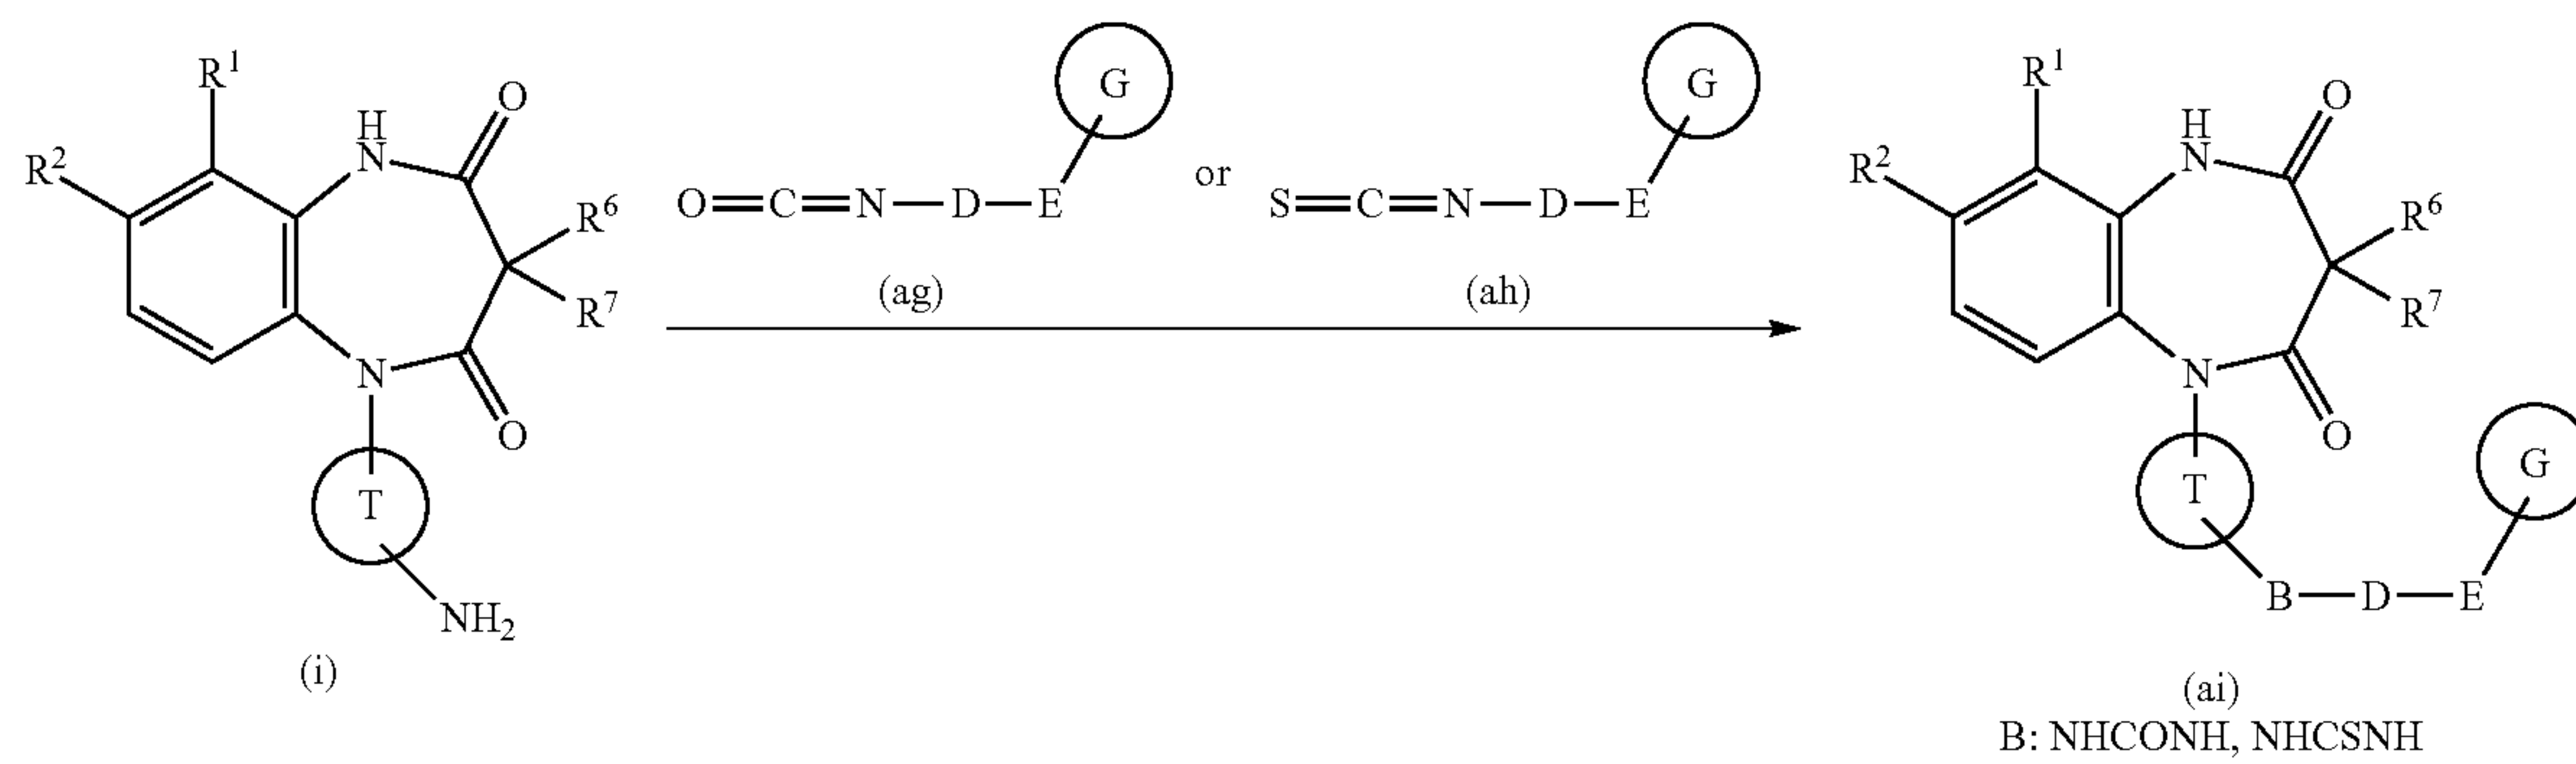 R¹ H N O R² R⁶ R⁷ N O T NH₂
(i)
O=C=N—D—E G or S=C=N—D—E G
(ag) (ah)
R¹ H N O R² R⁶ R⁷ N O T B—D—E G
(ai)
B: NHCONH, NHCSNH